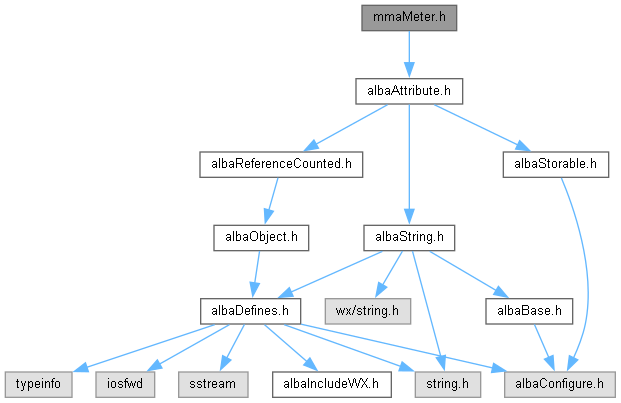 mmaMeter.h
albaAttribute.h
albaReferenceCounted.h
albaStorable.h
albaObject.h
albaString.h
albaDefines.h
wx/string.h
albaBase.h
typeinfo
iosfwd
sstream
albaIncludeWX.h
string.h
albaConfigure.h